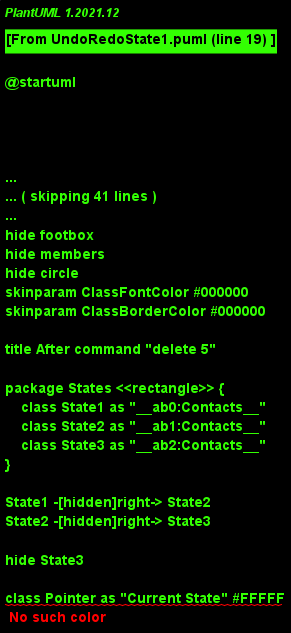 PlantUML 1.2021.12
[From UndoRedoState1.puml (line 19) ]
@startuml
...
... ( skipping 41 lines )
...
hide footbox
hide members
hide circle
skinparam ClassFontColor #000000
skinparam ClassBorderColor #000000
title After command "delete 5"
package States <<rectangle>> {
    class State1 as "__ab0:Contacts__"
    class State2 as "__ab1:Contacts__"
    class State3 as "__ab2:Contacts__"
}
State1 -[hidden]right-> State2
State2 -[hidden]right-> State3
hide State3
class Pointer as "Current State" #FFFFF
No such color